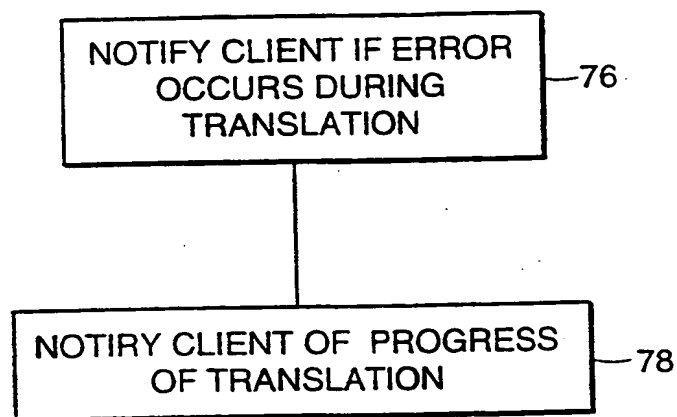 NOTIFY CLIENT IF ERROR
OCCURS DURING
TRANSLATION
76
NOTIRY CLIENT OF PROGRESS
OF TRANSLATION
78